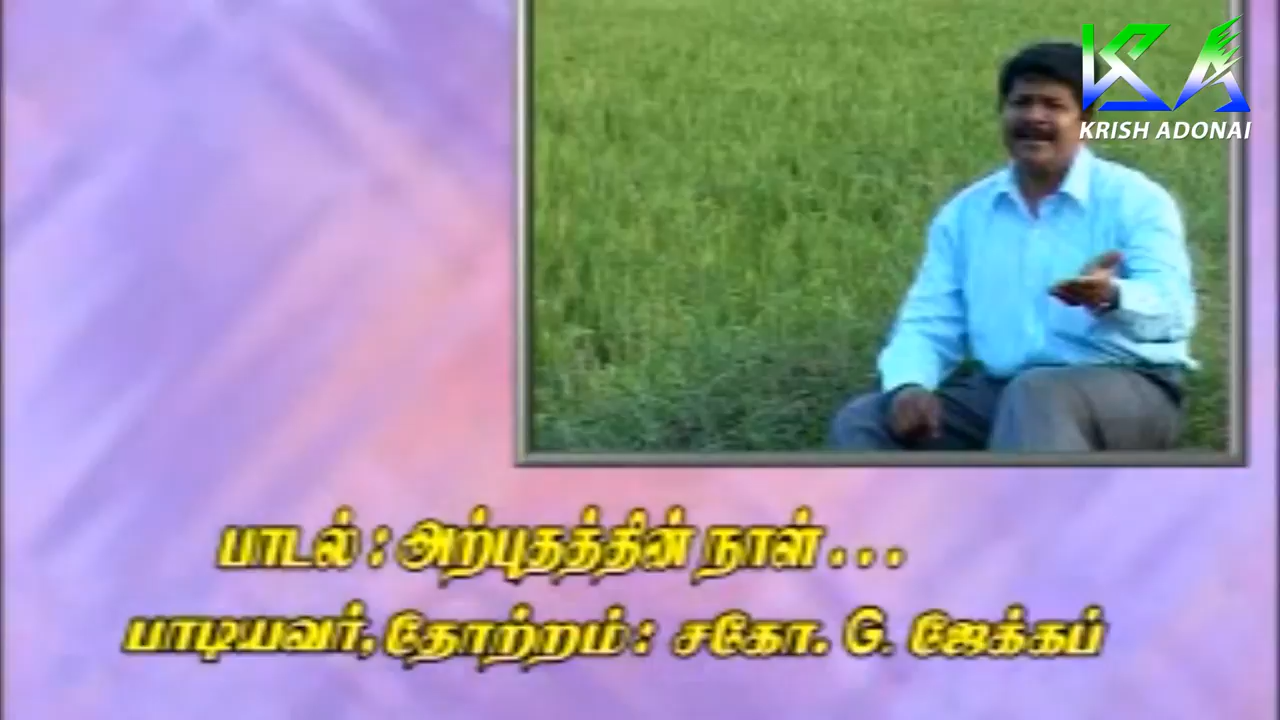 KRISH ADONAI
பாடல் : அற்புதத்தின் நாள் . . .
பாடியவர், தோற்றம் : சகோ. G. ஜேக்கப்